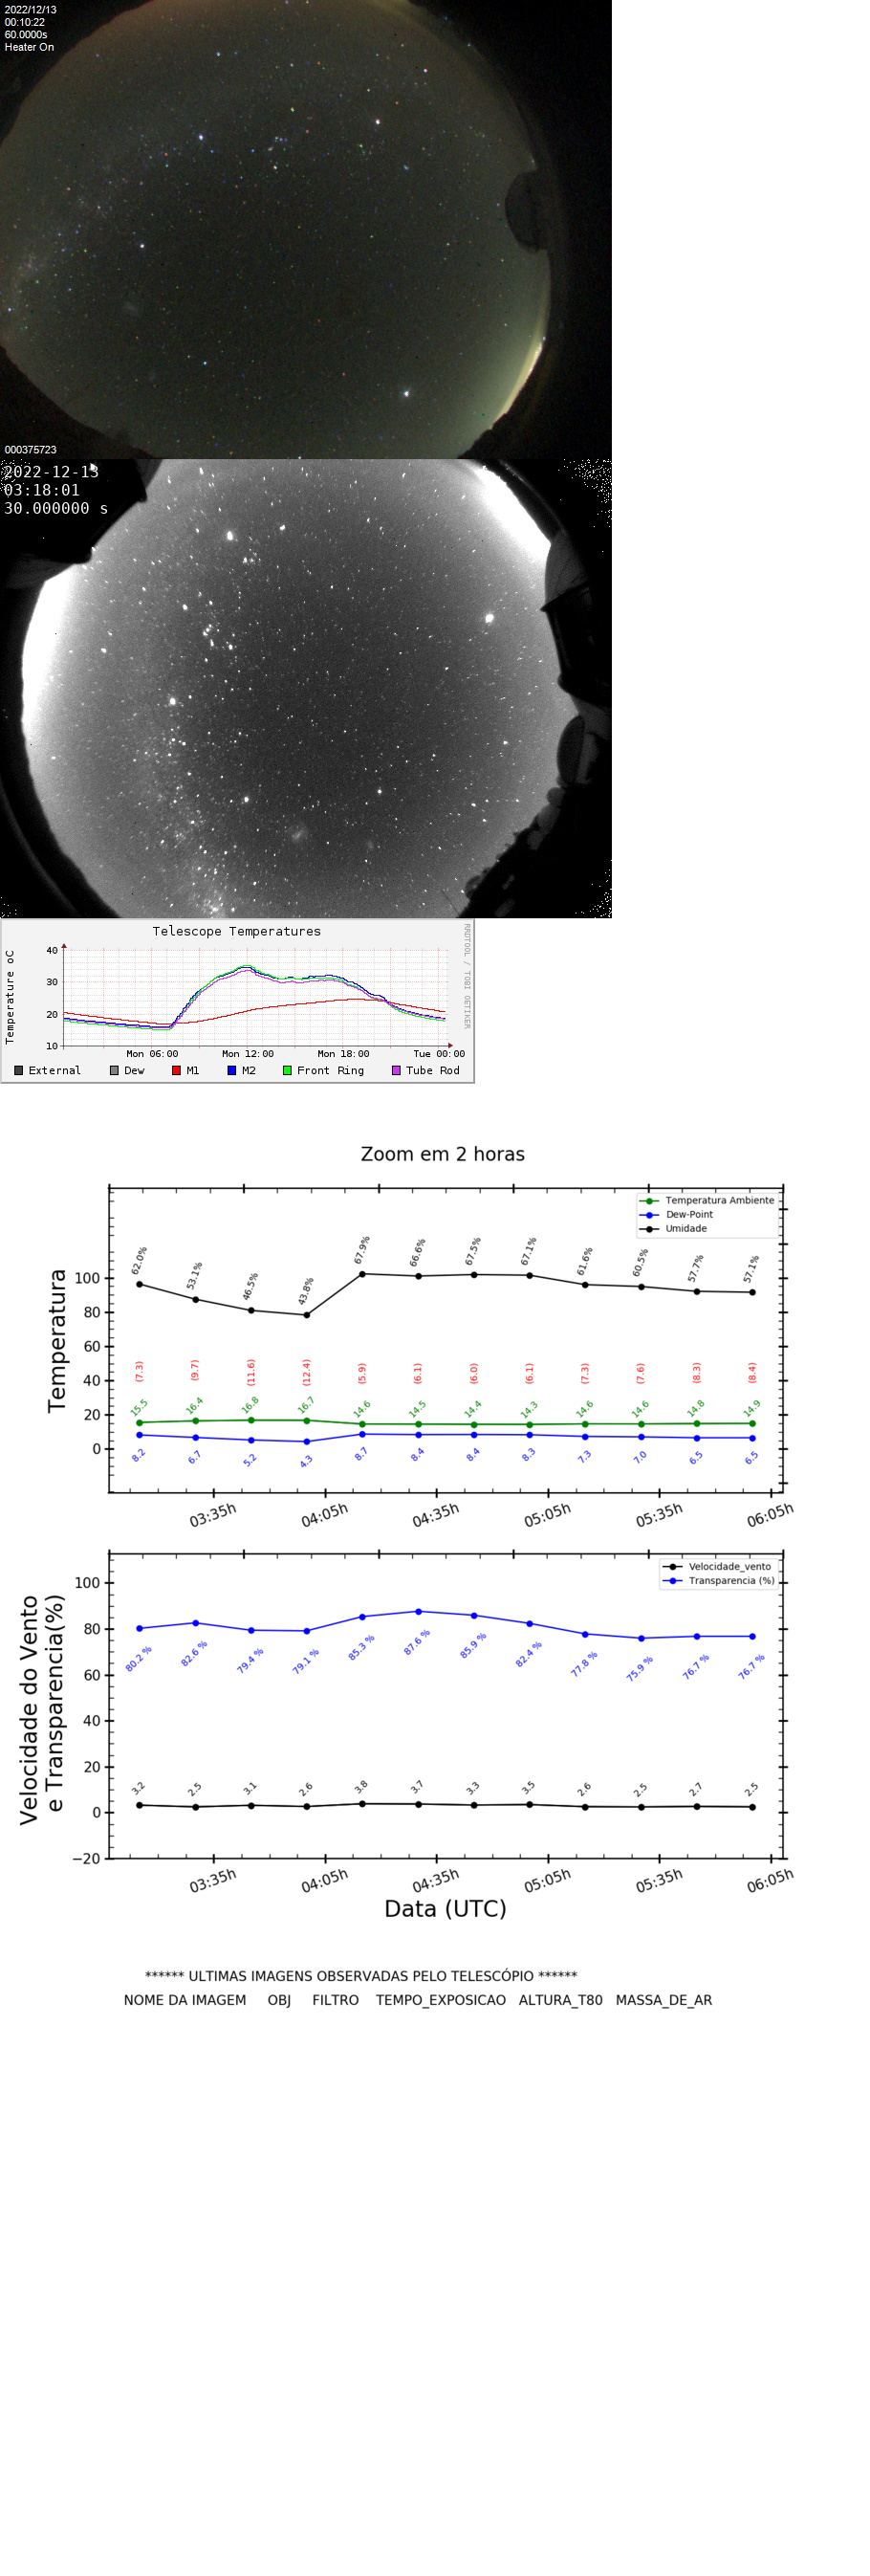 2022/12/13
00:10:22
60.0000s
Heater On
000375723
2022-12-13
03:18:01
30.000000 s
Telescope Temperatures
RRDTOOL / TOBI OETIKER
Temperature oC
40
30
20
10
Mon 06:00 Mon 12:00 Mon 18:00 Tue 00:00
External Dew M1 M2 Front Ring Tube Rod
Zoom em 2 horas
Temperatura Ambiente
Dew-Point
Umidade
Temperatura
100
80
60
40
20
0
62.0% 53.1% 46.5% 43.8% 67.9% 66.6% 67.5% 67.1% 61.6% 60.5% 57.7% 57.1%
(7.3) (9.7) (11.6) (12.4) (5.9) (6.1) (6.0) (6.1) (7.3) (7.6) (8.3) (8.4)
15.5 16.4 16.8 16.7 14.6 14.5 14.4 14.3 14.6 14.6 14.8 14.9
8.2 6.7 5.2 4.3 8.7 8.4 8.4 8.3 7.3 7.0 6.5 6.5
03:35h 04:05h 04:35h 05:05h 05:35h 06:05h
Velocidade_vento
Transparencia (%)
Velocidade do Vento
e Transparencia(%)
100
80
60
40
20
0
−20
80.2 % 82.6 % 79.4 % 79.1 % 85.3 % 87.6 % 85.9 % 82.4 % 77.8 % 75.9 % 76.7 % 76.7 %
3.2 2.5 3.1 2.6 3.8 3.7 3.3 3.5 2.6 2.5 2.7 2.5
03:35h 04:05h 04:35h 05:05h 05:35h 06:05h
Data (UTC)
****** ULTIMAS IMAGENS OBSERVADAS PELO TELESCÓPIO ******
NOME DA IMAGEM OBJ FILTRO TEMPO_EXPOSICAO ALTURA_T80 MASSA_DE_AR